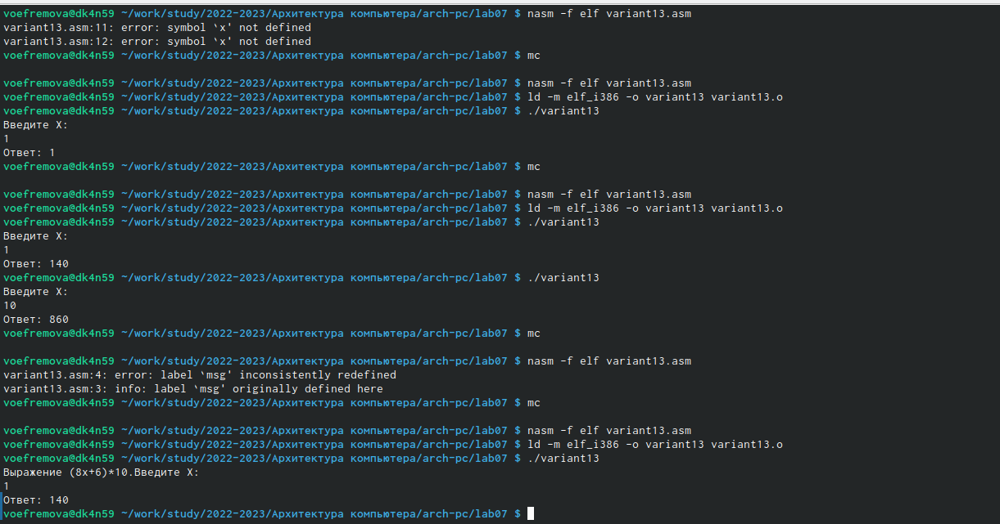 voefremova@dk4n59 ~/work/study/2022-2023/Архитектура компьютера/arch-pc/lab07 $ nasm -f elf variant13.asm
variant13.asm:11: error: symbol `x' not defined
variant13.asm:12: error: symbol `x' not defined
voefremova@dk4n59 ~/work/study/2022-2023/Архитектура компьютера/arch-pc/lab07 $ mc
voefremova@dk4n59 ~/work/study/2022-2023/Архитектура компьютера/arch-pc/lab07 $ nasm -f elf variant13.asm
voefremova@dk4n59 ~/work/study/2022-2023/Архитектура компьютера/arch-pc/lab07 $ ld -m elf_i386 -o variant13 variant13.o
voefremova@dk4n59 ~/work/study/2022-2023/Архитектура компьютера/arch-pc/lab07 $ ./variant13
Введите X:
1
Ответ: 1
voefremova@dk4n59 ~/work/study/2022-2023/Архитектура компьютера/arch-pc/lab07 $ mc
voefremova@dk4n59 ~/work/study/2022-2023/Архитектура компьютера/arch-pc/lab07 $ nasm -f elf variant13.asm
voefremova@dk4n59 ~/work/study/2022-2023/Архитектура компьютера/arch-pc/lab07 $ ld -m elf_i386 -o variant13 variant13.o
voefremova@dk4n59 ~/work/study/2022-2023/Архитектура компьютера/arch-pc/lab07 $ ./variant13
Введите X:
1
Ответ: 140
voefremova@dk4n59 ~/work/study/2022-2023/Архитектура компьютера/arch-pc/lab07 $ ./variant13
Введите X:
10
Ответ: 860
voefremova@dk4n59 ~/work/study/2022-2023/Архитектура компьютера/arch-pc/lab07 $ mc
voefremova@dk4n59 ~/work/study/2022-2023/Архитектура компьютера/arch-pc/lab07 $ nasm -f elf variant13.asm
variant13.asm:4: error: label `msg' inconsistently redefined
variant13.asm:3: info: label `msg' originally defined here
voefremova@dk4n59 ~/work/study/2022-2023/Архитектура компьютера/arch-pc/lab07 $ mc
voefremova@dk4n59 ~/work/study/2022-2023/Архитектура компьютера/arch-pc/lab07 $ nasm -f elf variant13.asm
voefremova@dk4n59 ~/work/study/2022-2023/Архитектура компьютера/arch-pc/lab07 $ ld -m elf_i386 -o variant13 variant13.o
voefremova@dk4n59 ~/work/study/2022-2023/Архитектура компьютера/arch-pc/lab07 $ ./variant13
Выражение (8x+6)*10.Введите X:
1
Ответ: 140
voefremova@dk4n59 ~/work/study/2022-2023/Архитектура компьютера/arch-pc/lab07 $